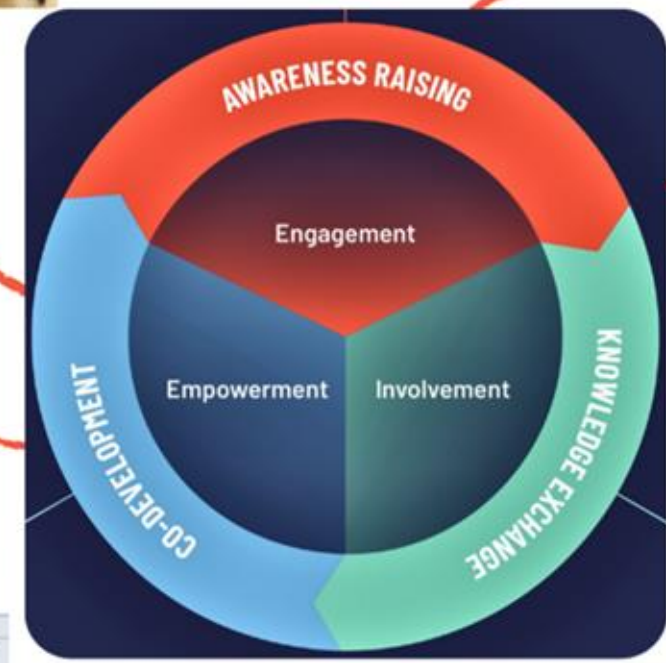 AWARENESS RAISING
Engagement
Empowerment
Involvement
CO-DEVELOPMENT
KNOWLEDGE EXCHANGE